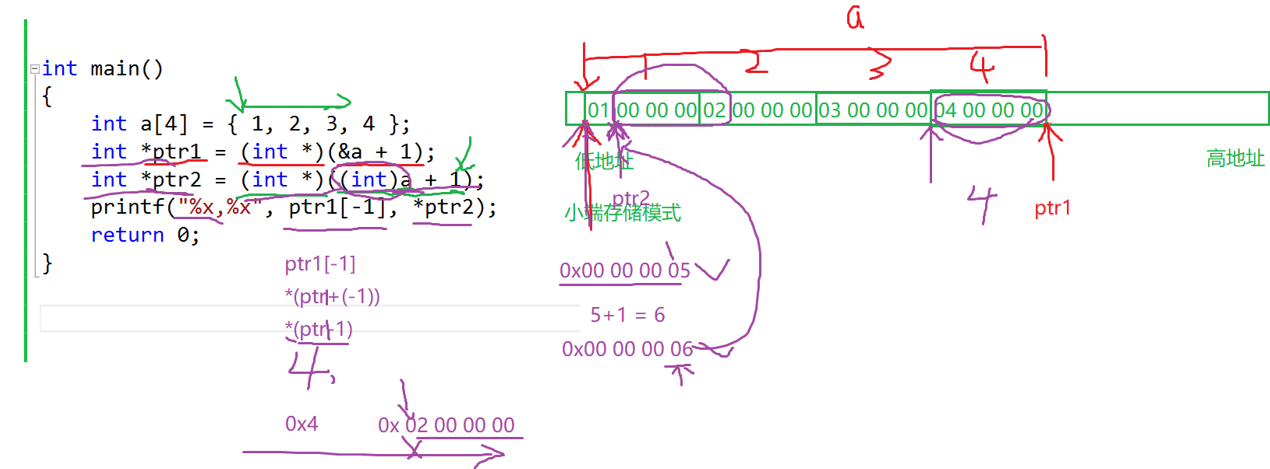 a
1 2 3 4
int main()
{
int a[4] = { 1, 2, 3, 4 };
int *ptr1 = (int *)(&a + 1);
int *ptr2 = (int *)((int)a + 1);
printf("%x,%x", ptr1[-1], *ptr2);
return 0;
}
01 00 00 00 02 00 00 00 03 00 00 00 04 00 00 00
低地址
高地址
ptr2
4
ptr1
小端存储模式
ptr1[-1]
*(ptr+(-1))
*(ptr-1)
4,
0x00 00 00 05
5+1 = 6
0x00 00 00 06
0x4
0x 02 00 00 00